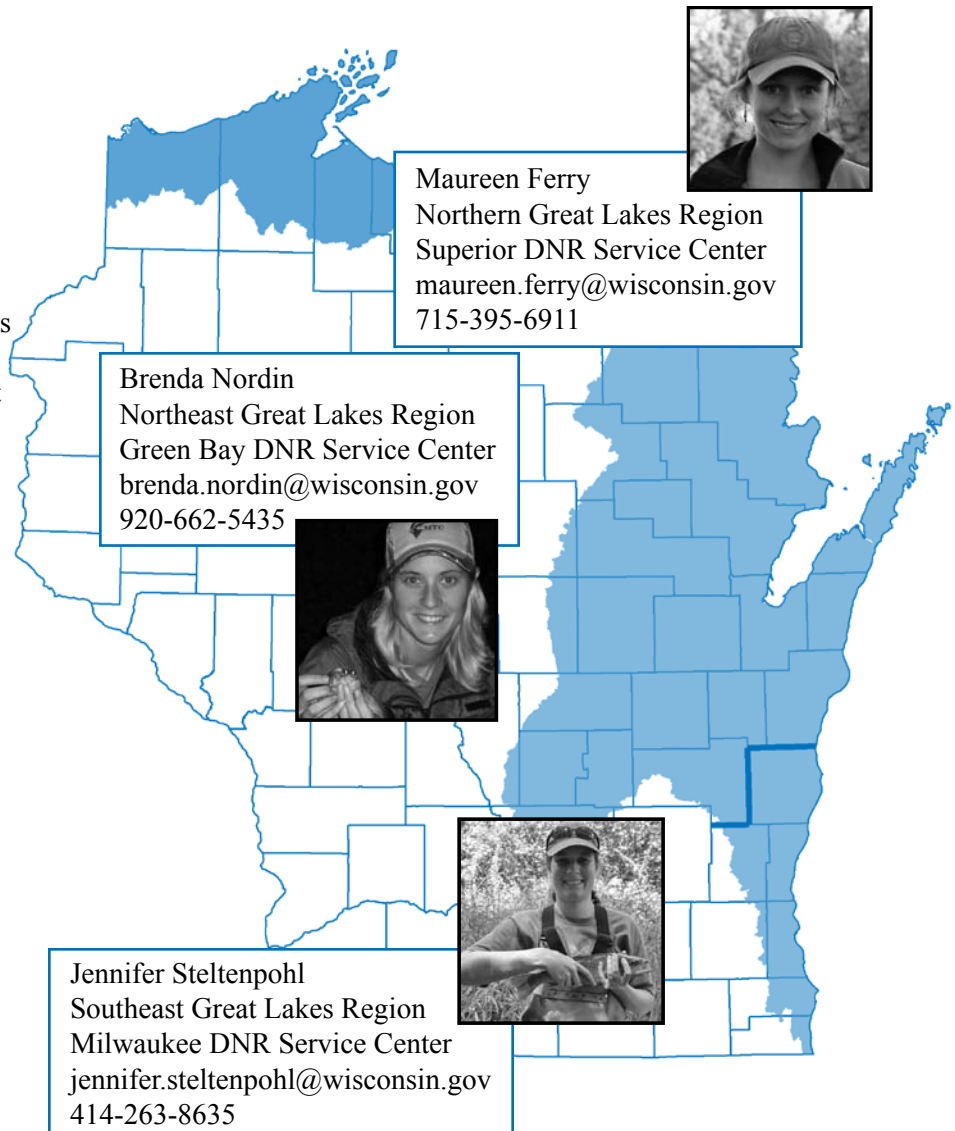 Maureen Ferry
Northern Great Lakes Region
Superior DNR Service Center
maureen.ferry@wisconsin.gov
715-395-6911
s
t
Brenda Nordin
Northeast Great Lakes Region
Green Bay DNR Service Center
brenda.nordin@wisconsin.gov
920-662-5435
Jennifer Steltenpohl
Southeast Great Lakes Region
Milwaukee DNR Service Center
jennifer.steltenpohl@wisconsin.gov
414-263-8635